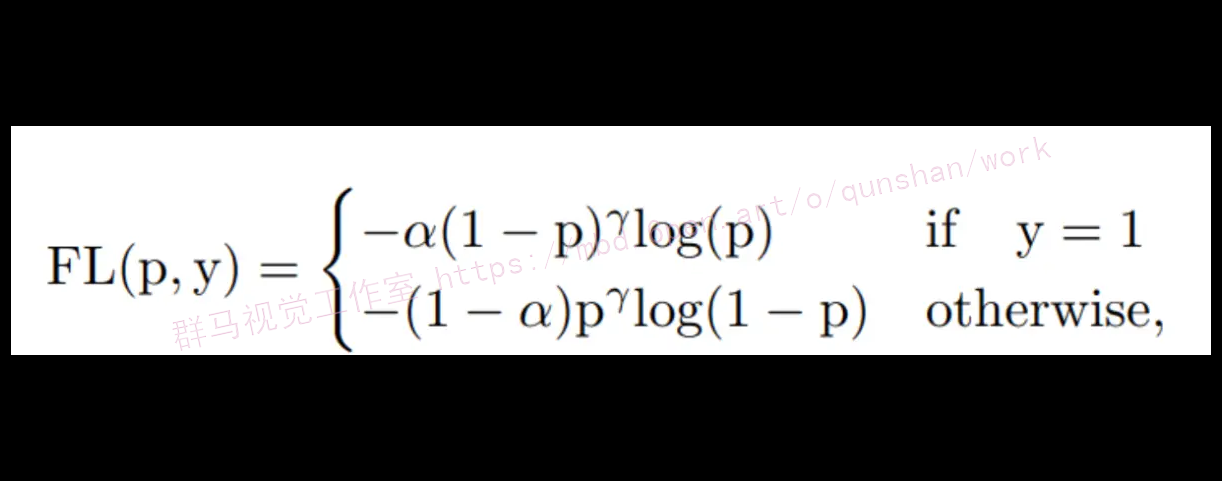 FL(p, y) = { −α(1 − p)^γ log(p) if y = 1
−(1 − α)p^γ log(1 − p) otherwise,
群马视觉工作室 https://mbd. .art/o/qunshan/work